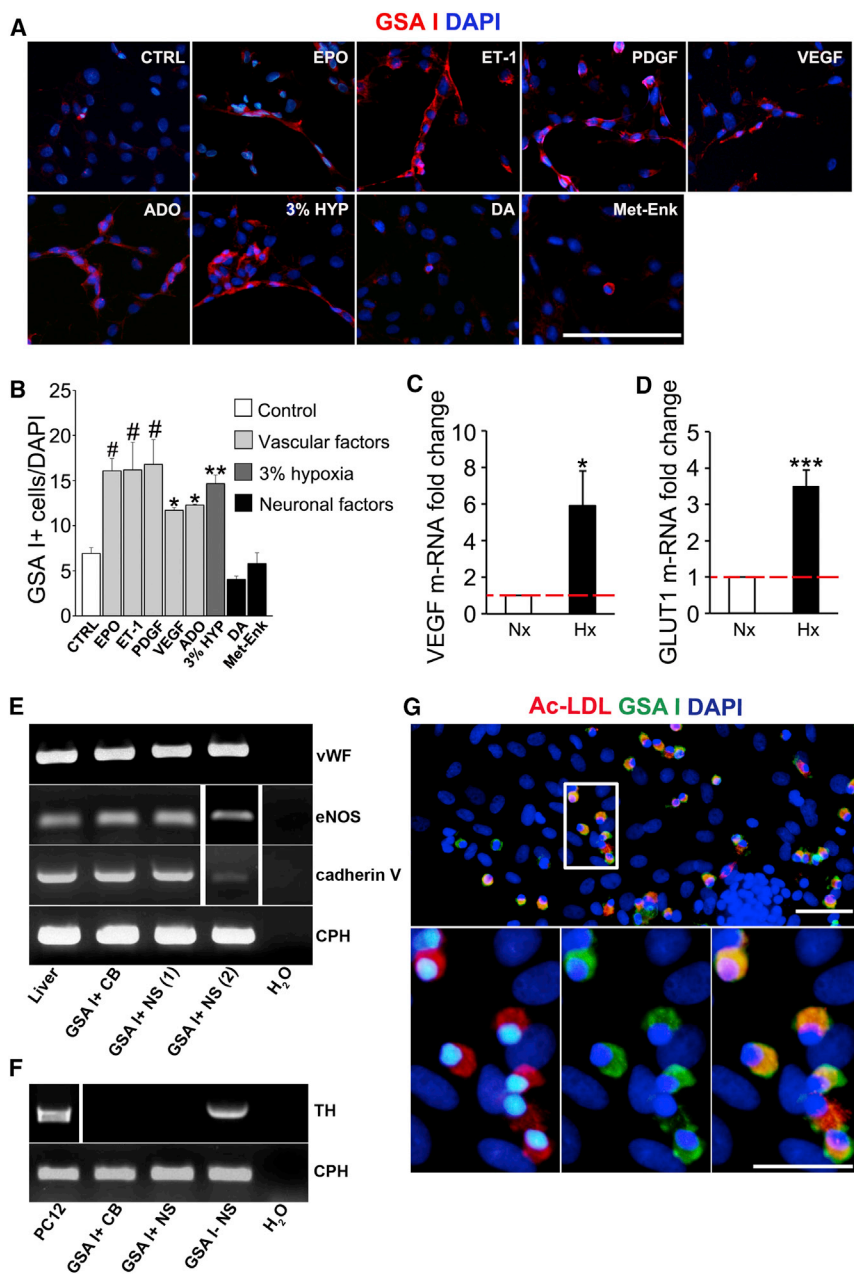 A
GSA I DAPI
CTRL
EPO
ET-1
PDGF
VEGF
ADO
3% HYP
DA
Met-Enk
B
GSA I+ cells/DAPI
25
20
15
10
5
0
# # # * * **
CTRL
EPO
ET-1
PDGF
VEGF
ADO
3% HYP
DA
Met-Enk
Control
Vascular factors
3% hypoxia
Neuronal factors
C
VEGF m-RNA fold change
10
8
6
4
2
0
*
Nx
Hx
D
GLUT1 m-RNA fold change
5
4
3
2
1
0
***
Nx
Hx
E
vWF
eNOS
cadherin V
CPH
Liver
GSA I+ CB
GSA I+ NS (1)
GSA I+ NS (2)
H₂O
F
TH
CPH
PC12
GSA I+ CB
GSA I+ NS
GSA I- NS
H₂O
G
Ac-LDL GSA I DAPI